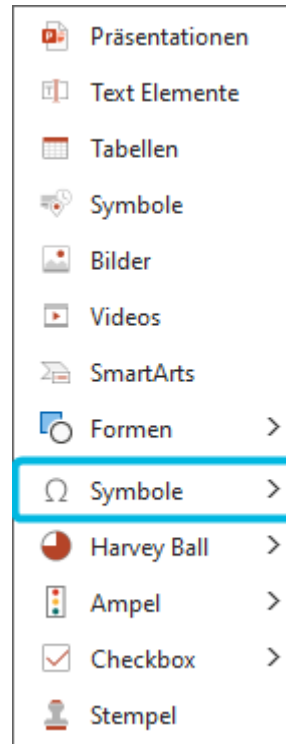 Präsentationen
Text Elemente
Tabellen
Symbole
Bilder
Videos
SmartArts
Formen
Ω Symbole
Harvey Ball
Ampel
Checkbox
Stempel